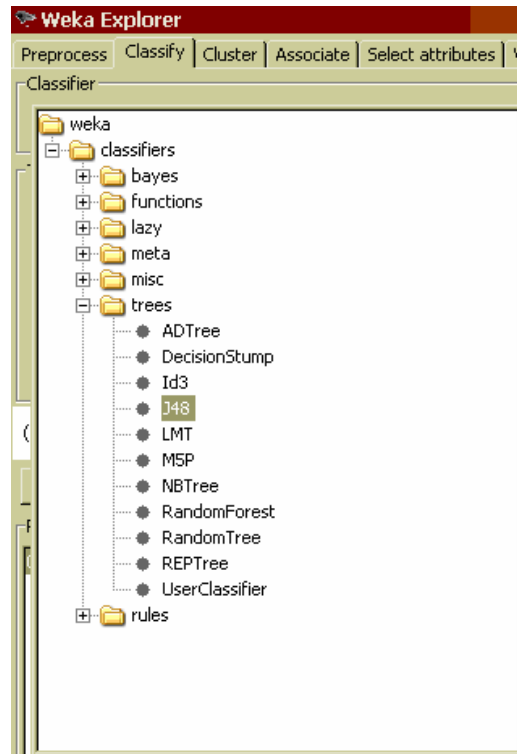 Weka Explorer
Preprocess Classify Cluster Associate Select attributes
Classifier
weka
classifiers
bayes
functions
lazy
meta
misc
trees
ADTree
DecisionStump
Id3
J48
LMT
M5P
NBTree
RandomForest
RandomTree
REPTree
UserClassifier
rules
(